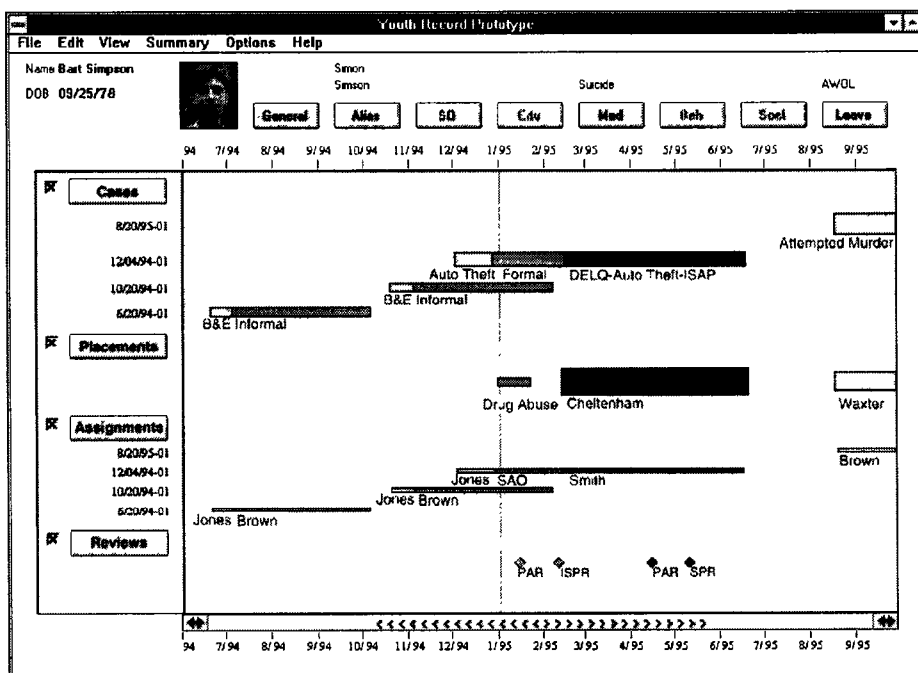 Youth Record Prototype
File Edit View Summary Options Help
Name Bart Simpson
DOB 09/25/78
Simon
Simson
Suicide
AWOL
General Alias SO Edu Med Beh Socl Leave
94 7/94 8/94 9/94 10/94 11/94 12/94 1/95 2/95 3/95 4/95 5/95 6/95 7/95 8/95 9/95
Cases
8/20/95-01
Attempted Murder
12/04/94-01
Auto Theft Formal DELQ-Auto Theft-ISAP
10/20/94-01
B&E Informal
6/20/94-01
B&E Informal
Placements
Drug Abuse Cheltenham Waxter
Assignments
8/20/95-01
Brown
12/04/94-01
Jones SAO Smith
10/20/94-01
Jones Brown
6/20/94-01
Jones Brown
Reviews
PAR ISPR PAR SPR
94 7/94 8/94 9/94 10/94 11/94 12/94 1/95 2/95 3/95 4/95 5/95 6/95 7/95 8/95 9/95